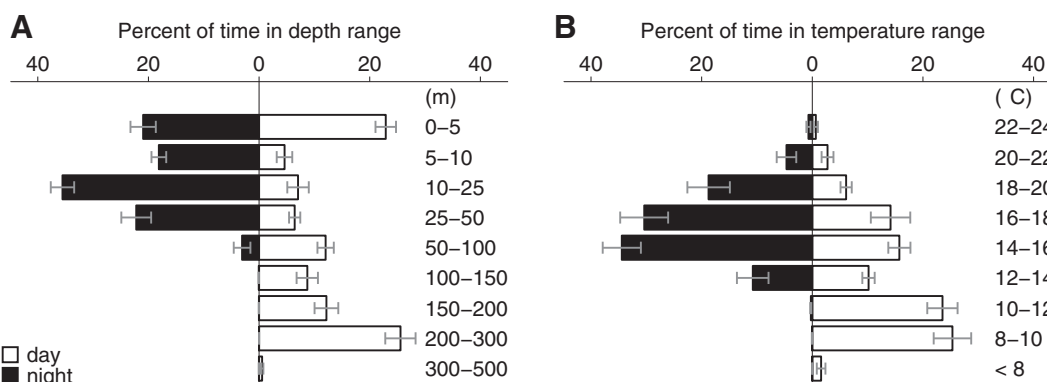 A Percent of time in depth range
40 20 0 20 40
(m)
0–5
5–10
10–25
25–50
50–100
100–150
150–200
200–300
300–500
day
night
B Percent of time in temperature range
40 20 0 20 40
( C)
22–24
20–22
18–20
16–18
14–16
12–14
10–12
8–10
< 8